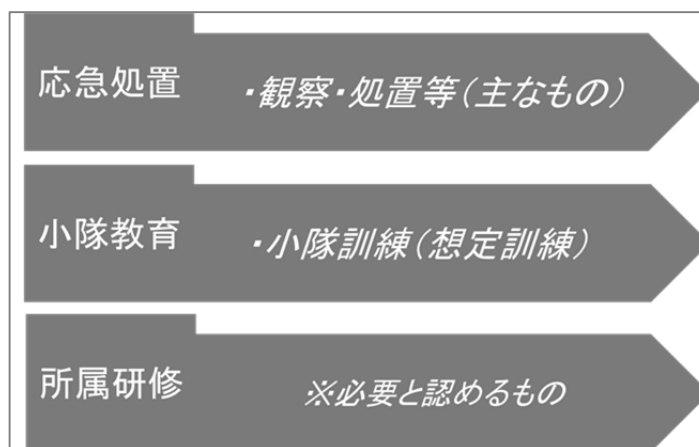 応急処置
・観察・処置等(主なもの)
小隊教育
・小隊訓練(想定訓練)
所属研修
※必要と認めるもの